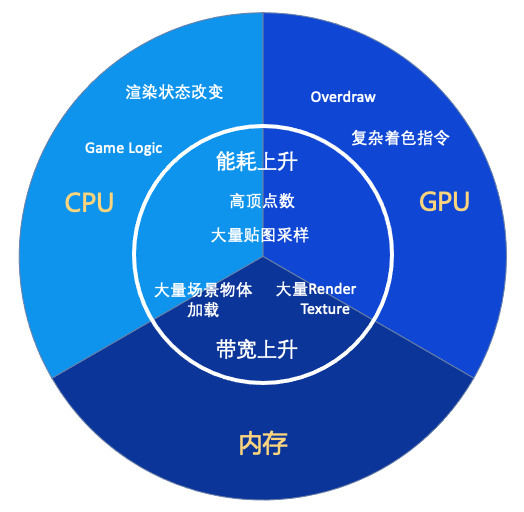 渲染状态改变
Overdraw
复杂着色指令
Game Logic
能耗上升
CPU
GPU
高顶点数
大量贴图采样
大量场景物体
加载
大量Render
Texture
带宽上升
内存